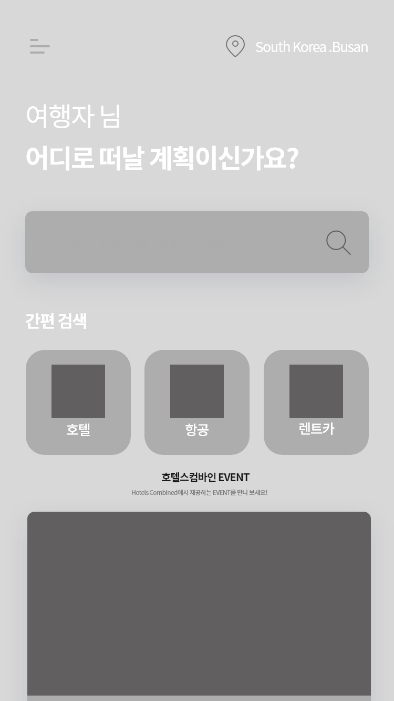 South Korea .Busan
여행자 님
어디로 떠날 계획이신가요?
간편 검색
호텔
항공
렌트카
호텔스컴바인 EVENT
Hotels Combined에서 제공하는 EVENT를 만나 보세요!